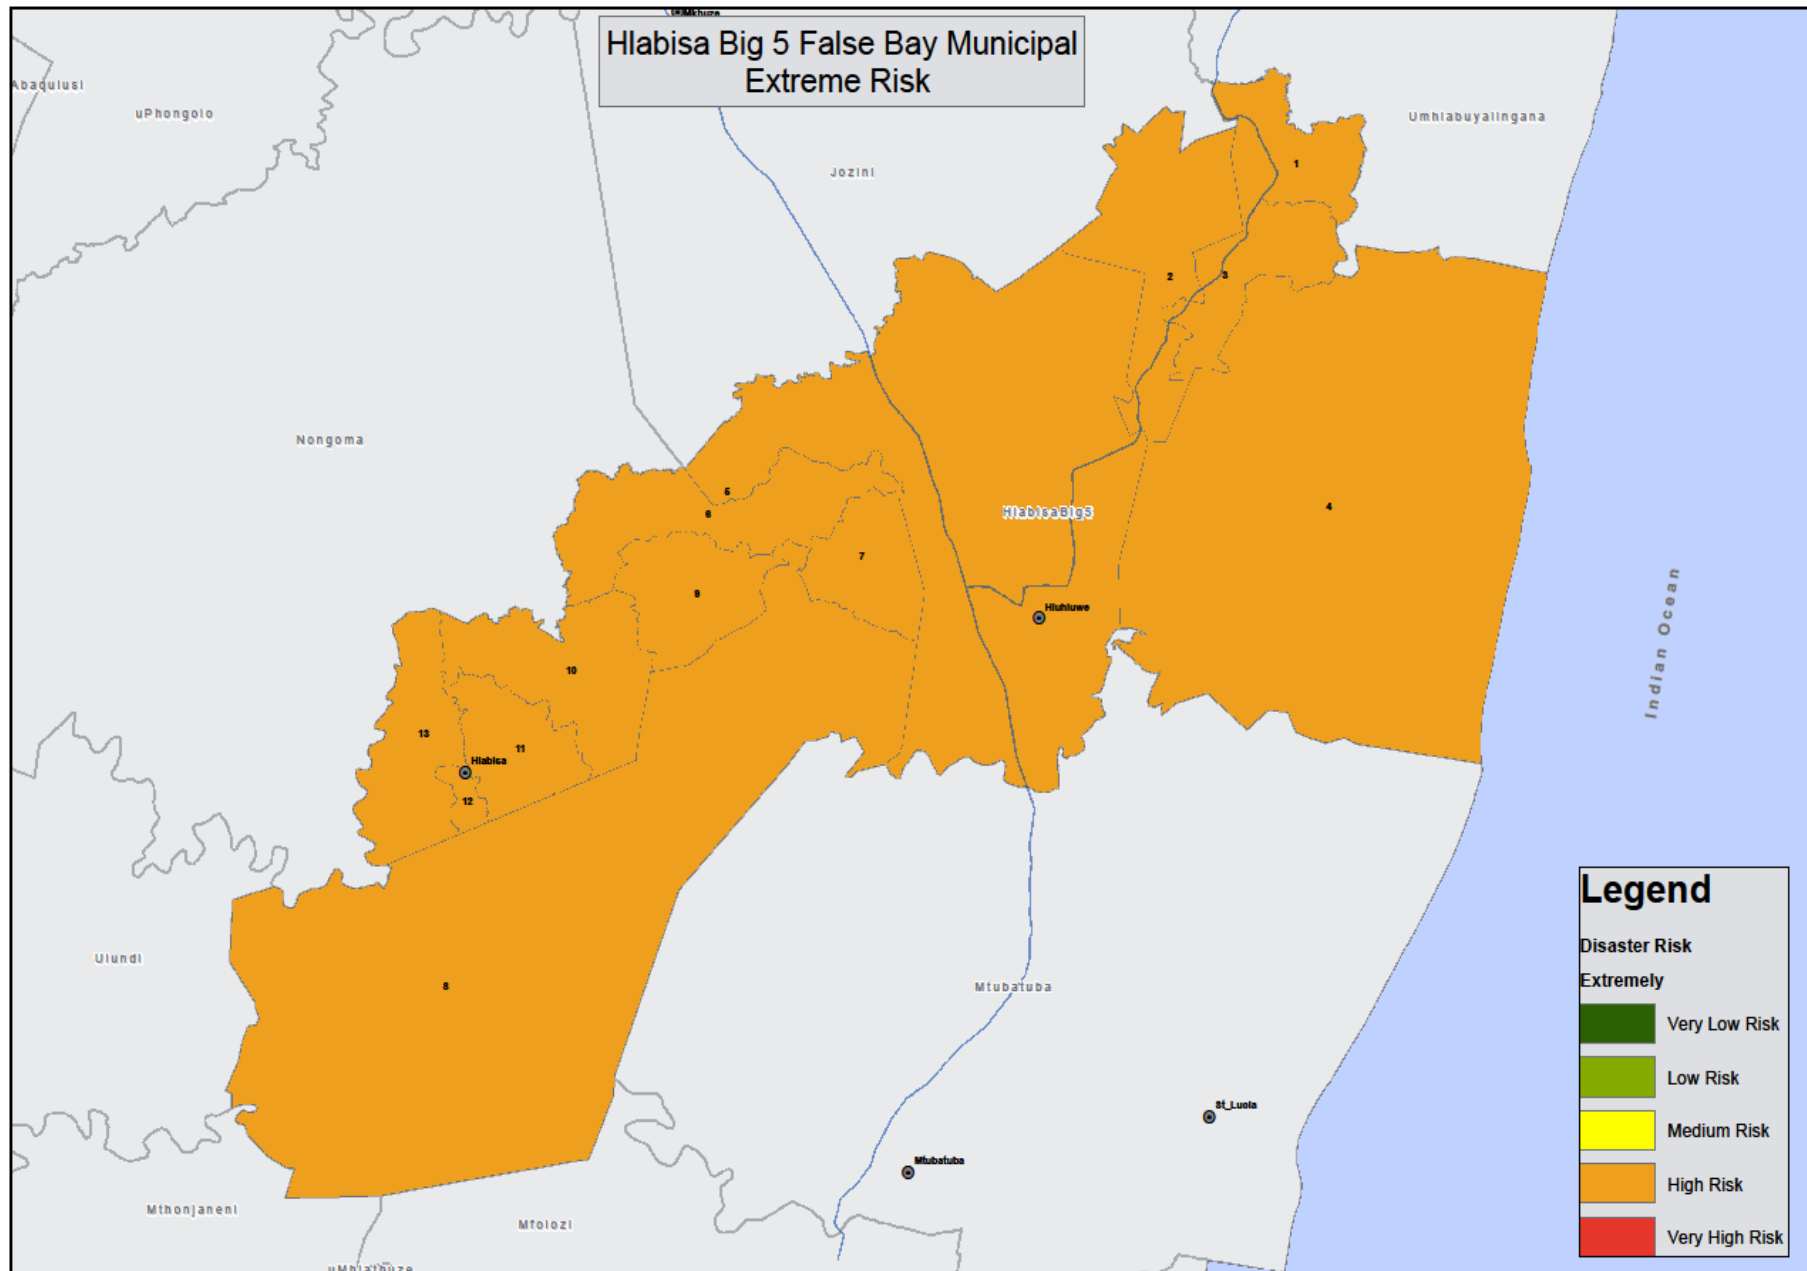 Mkhuze
Hlabisa Big 5 False Bay Municipal
Extreme Risk
Abaqulusi
uPhongolo
Umhlabuyalingana
Jozini
1
2
3
Nongoma
5
6
4
HlabisaBig5
7
9
Hluhluwe
Indian Ocean
10
13
11
Hlabisa
12
Ulundi
8
Mtubatuba
St_Lucia
Mtubatuba
Mthonjaneni
Mfolozi
uMhlathuze
Legend
Disaster Risk
Extremely
Very Low Risk
Low Risk
Medium Risk
High Risk
Very High Risk